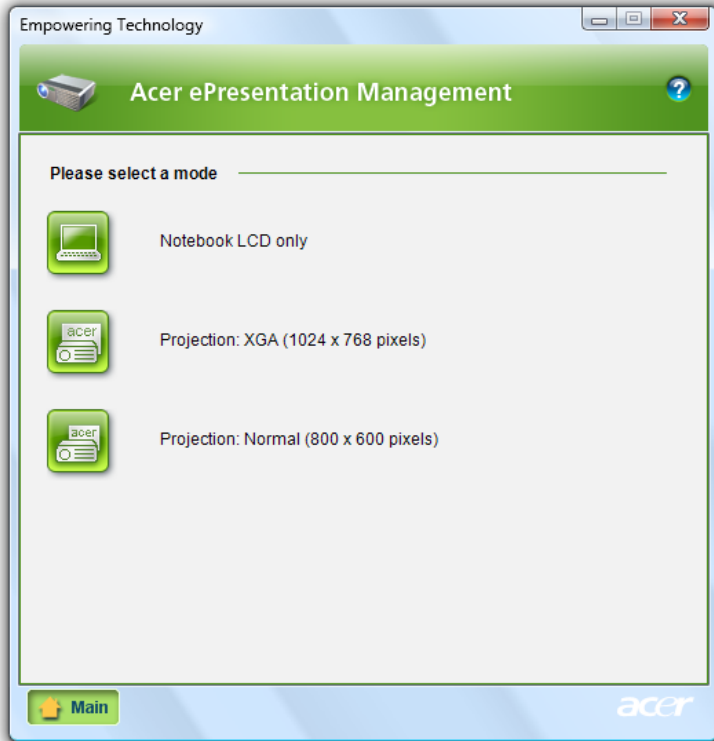 Empowering Technology
Acer ePresentation Management
?
Please select a mode
Notebook LCD only
acer
Projection: XGA (1024 x 768 pixels)
acer
Projection: Normal (800 x 600 pixels)
Main
acer